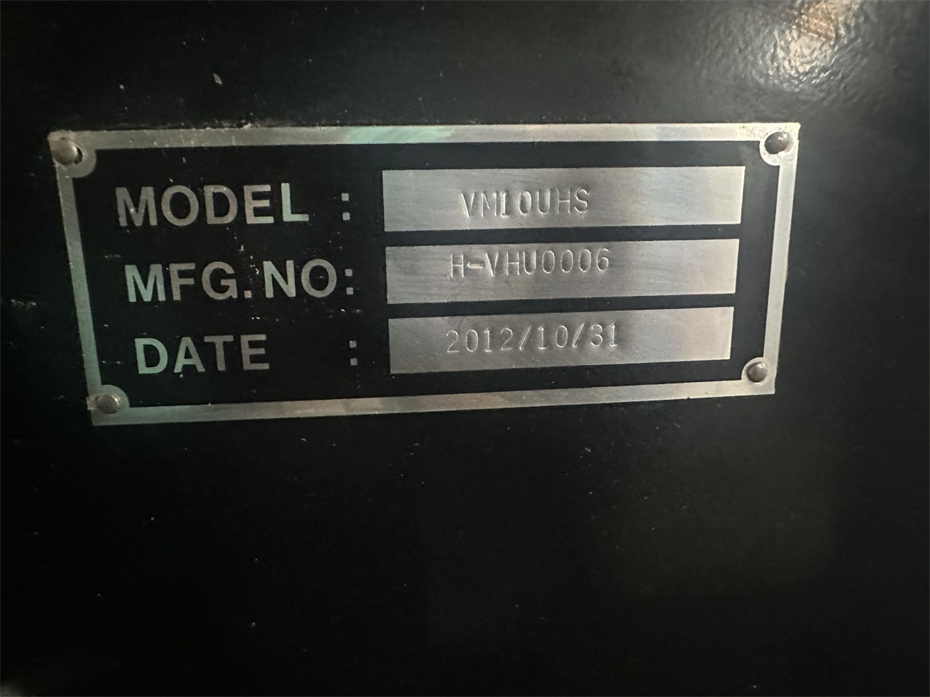 MODEL : VM10UHS
MFG.NO: H-VHU0006
DATE : 2012/10/31